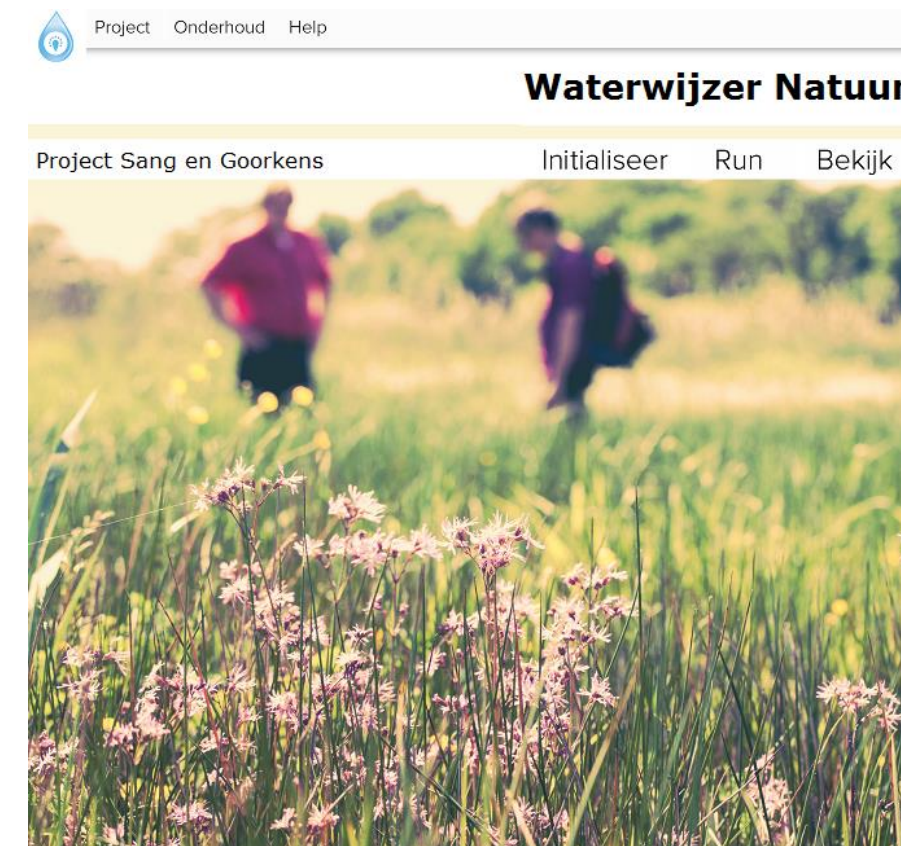 Project Onderhoud Help
Waterwijzer Natuur
Project Sang en Goorkens
Initialiseer Run Bekijk